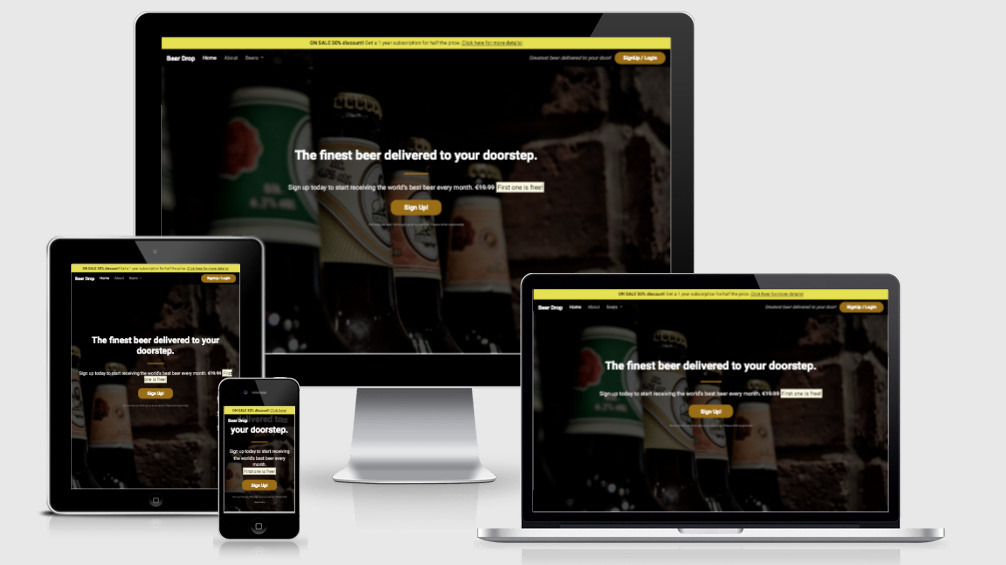 ON SALE 50% discount! Get a 1 year subscription for half the price- Click here for more details!
Beer Drop Home About Beers
Greatest beer delivered to your door! SignUp / Login
The finest beer delivered to your doorstep.
Sign up today to start receiving the world's best beer every month. €19.99 First one is free!
Sign Up!
ON SALE 50% discount! Get a 1 year subscription for half the price- Click here for more details!
Beer Drop Home About Beers
SignUp / Login
The finest beer delivered to your
doorstep.
Sign up today to start receiving the world's best beer every month. €19.99 First
one is free!
Sign Up!
ON SALE 50% discount! Click here
Beer Drop
delivered to
your doorstep.
Sign up today to start receiving
the world's best beer every
month.
First one is free!
Sign Up!
ON SALE 50% discount! Get a 1 year subscription for half the price- Click here for more details!
Beer Drop Home About Beers
Greatest beer delivered to your door! SignUp / Login
The finest beer delivered to your doorstep.
Sign up today to start receiving the world's best beer every month. €19.99 First one is free!
Sign Up!